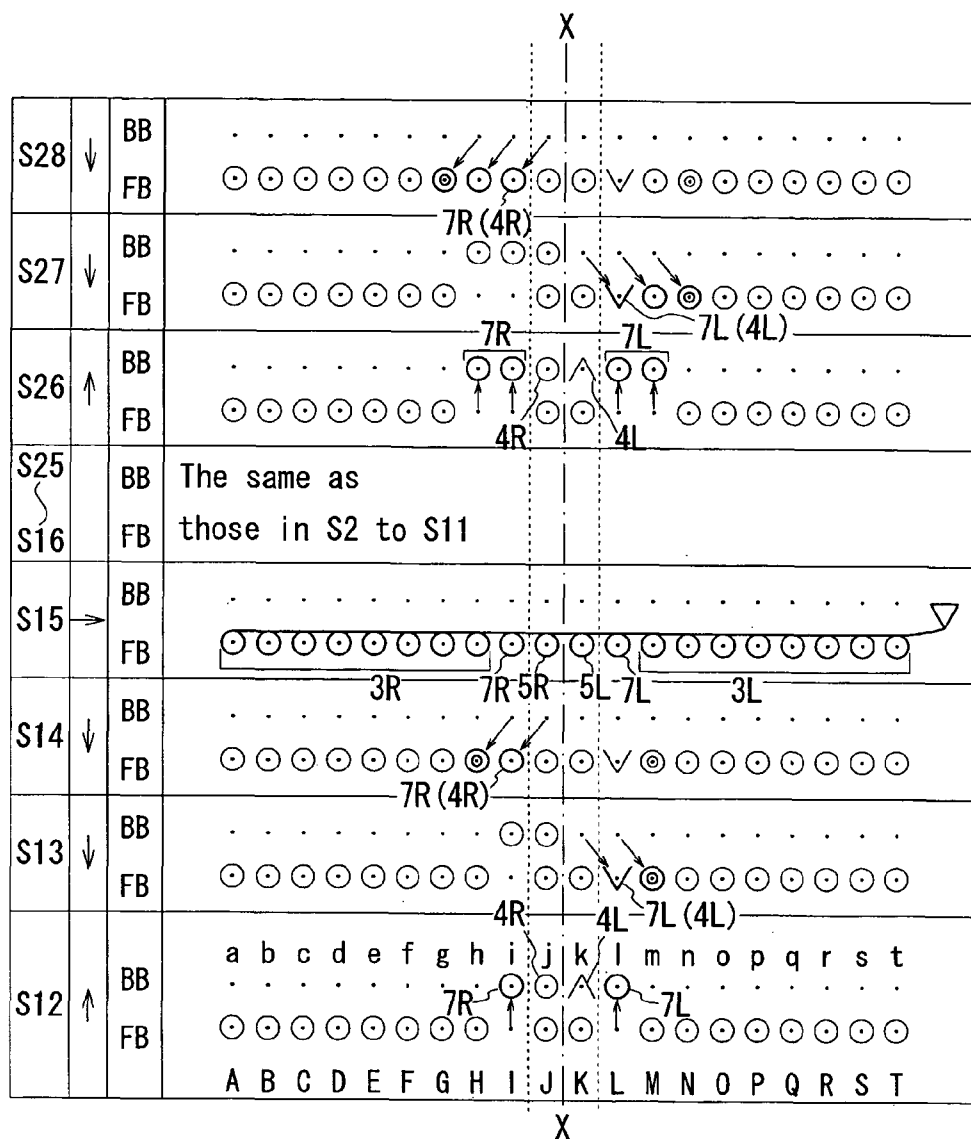 X
S28 ↓ BB
FB
7R(4R)
S27 ↓ BB
FB
7L(4L)
7R 7L
S26 ↑ BB
FB
4R 4L
S25 BB The same as
S16 FB those in S2 to S11
S15 → BB
FB
3R 7R 5R 5L 7L 3L
S14 ↓ BB
FB
7R(4R)
S13 ↓ BB
FB
4R 4L 7L(4L)
a b c d e f g h i j k l m n o p q r s t
S12 ↑ BB
7R 7L
FB
A B C D E F G H I J K L M N O P Q R S T
X